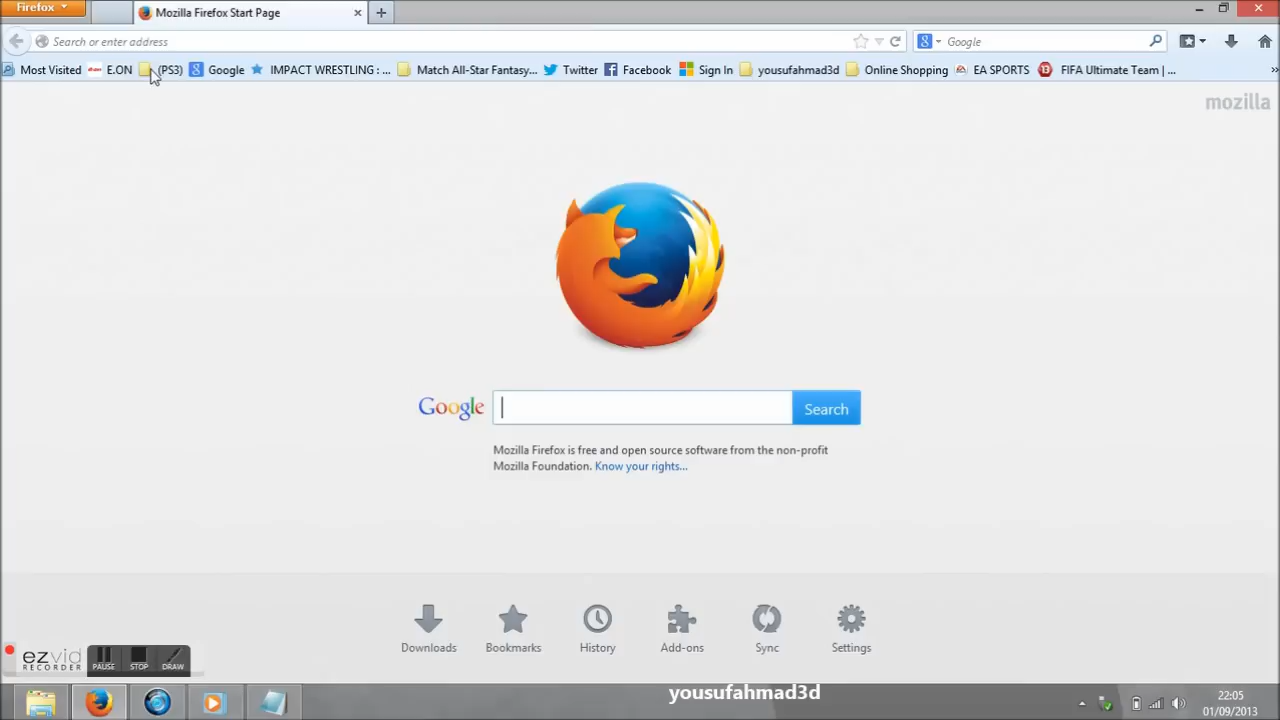 Firefox
Mozilla Firefox Start Page
Search or enter address
Google
Most Visited
E.ON
(PS3)
Google
IMPACT WRESTLING : ...
Match All-Star Fantasy...
Twitter
Facebook
Sign In
yousufahmad3d
Online Shopping
EA SPORTS
FIFA Ultimate Team | ...
mozilla
Google
Search
Mozilla Firefox is free and open source software from the non-profit
Mozilla Foundation. Know your rights...
Downloads
Bookmarks
History
Add-ons
Sync
Settings
ezvid
RECORDER
PAUSE
STOP
DRAW
yousufahmad3d
22:05
01/09/2013